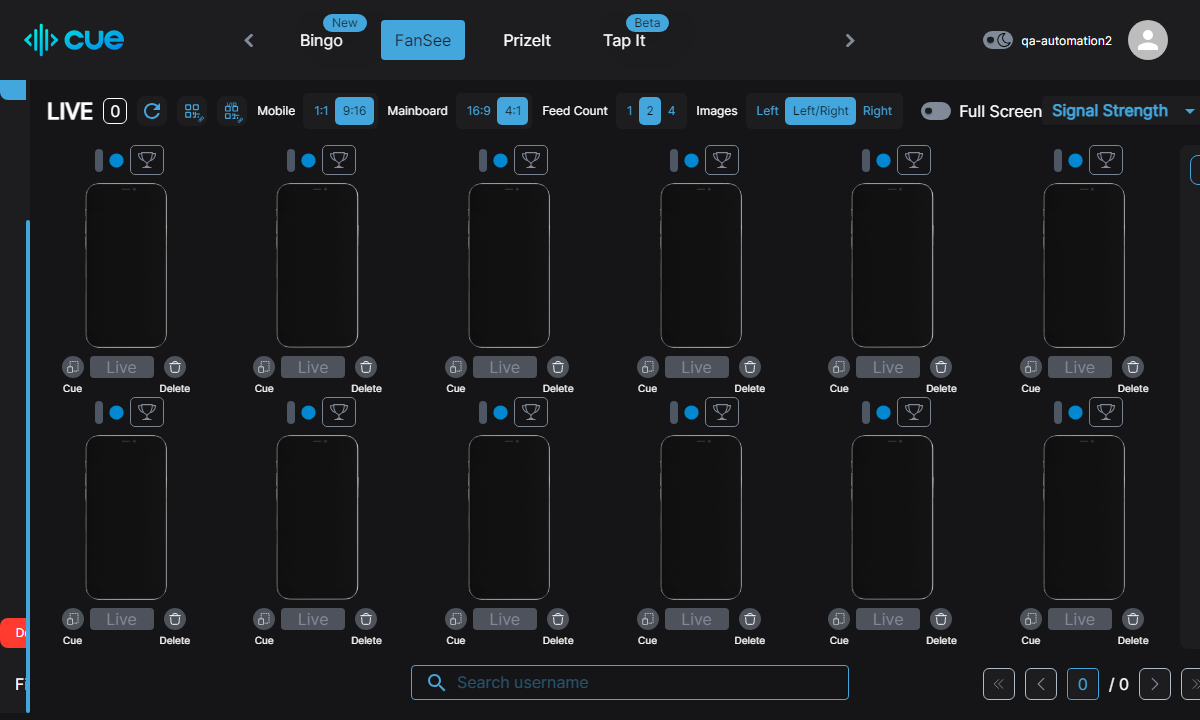 cue
Bingo
New
FanSee
PrizeIt
Tap It
Beta
qa-automation2
LIVE 0
Mobile 1:1 9:16
Mainboard 16:9 4:1
Feed Count 1 2 4
Images Left Left/Right Right
Full Screen
Signal Strength
Live Live Live Live Live Live
Cue Delete Cue Delete Cue Delete Cue Delete Cue Delete Cue Delete
Live Live Live Live Live Live
Cue Delete Cue Delete Cue Delete Cue Delete Cue Delete Cue Delete
Search username
0 / 0